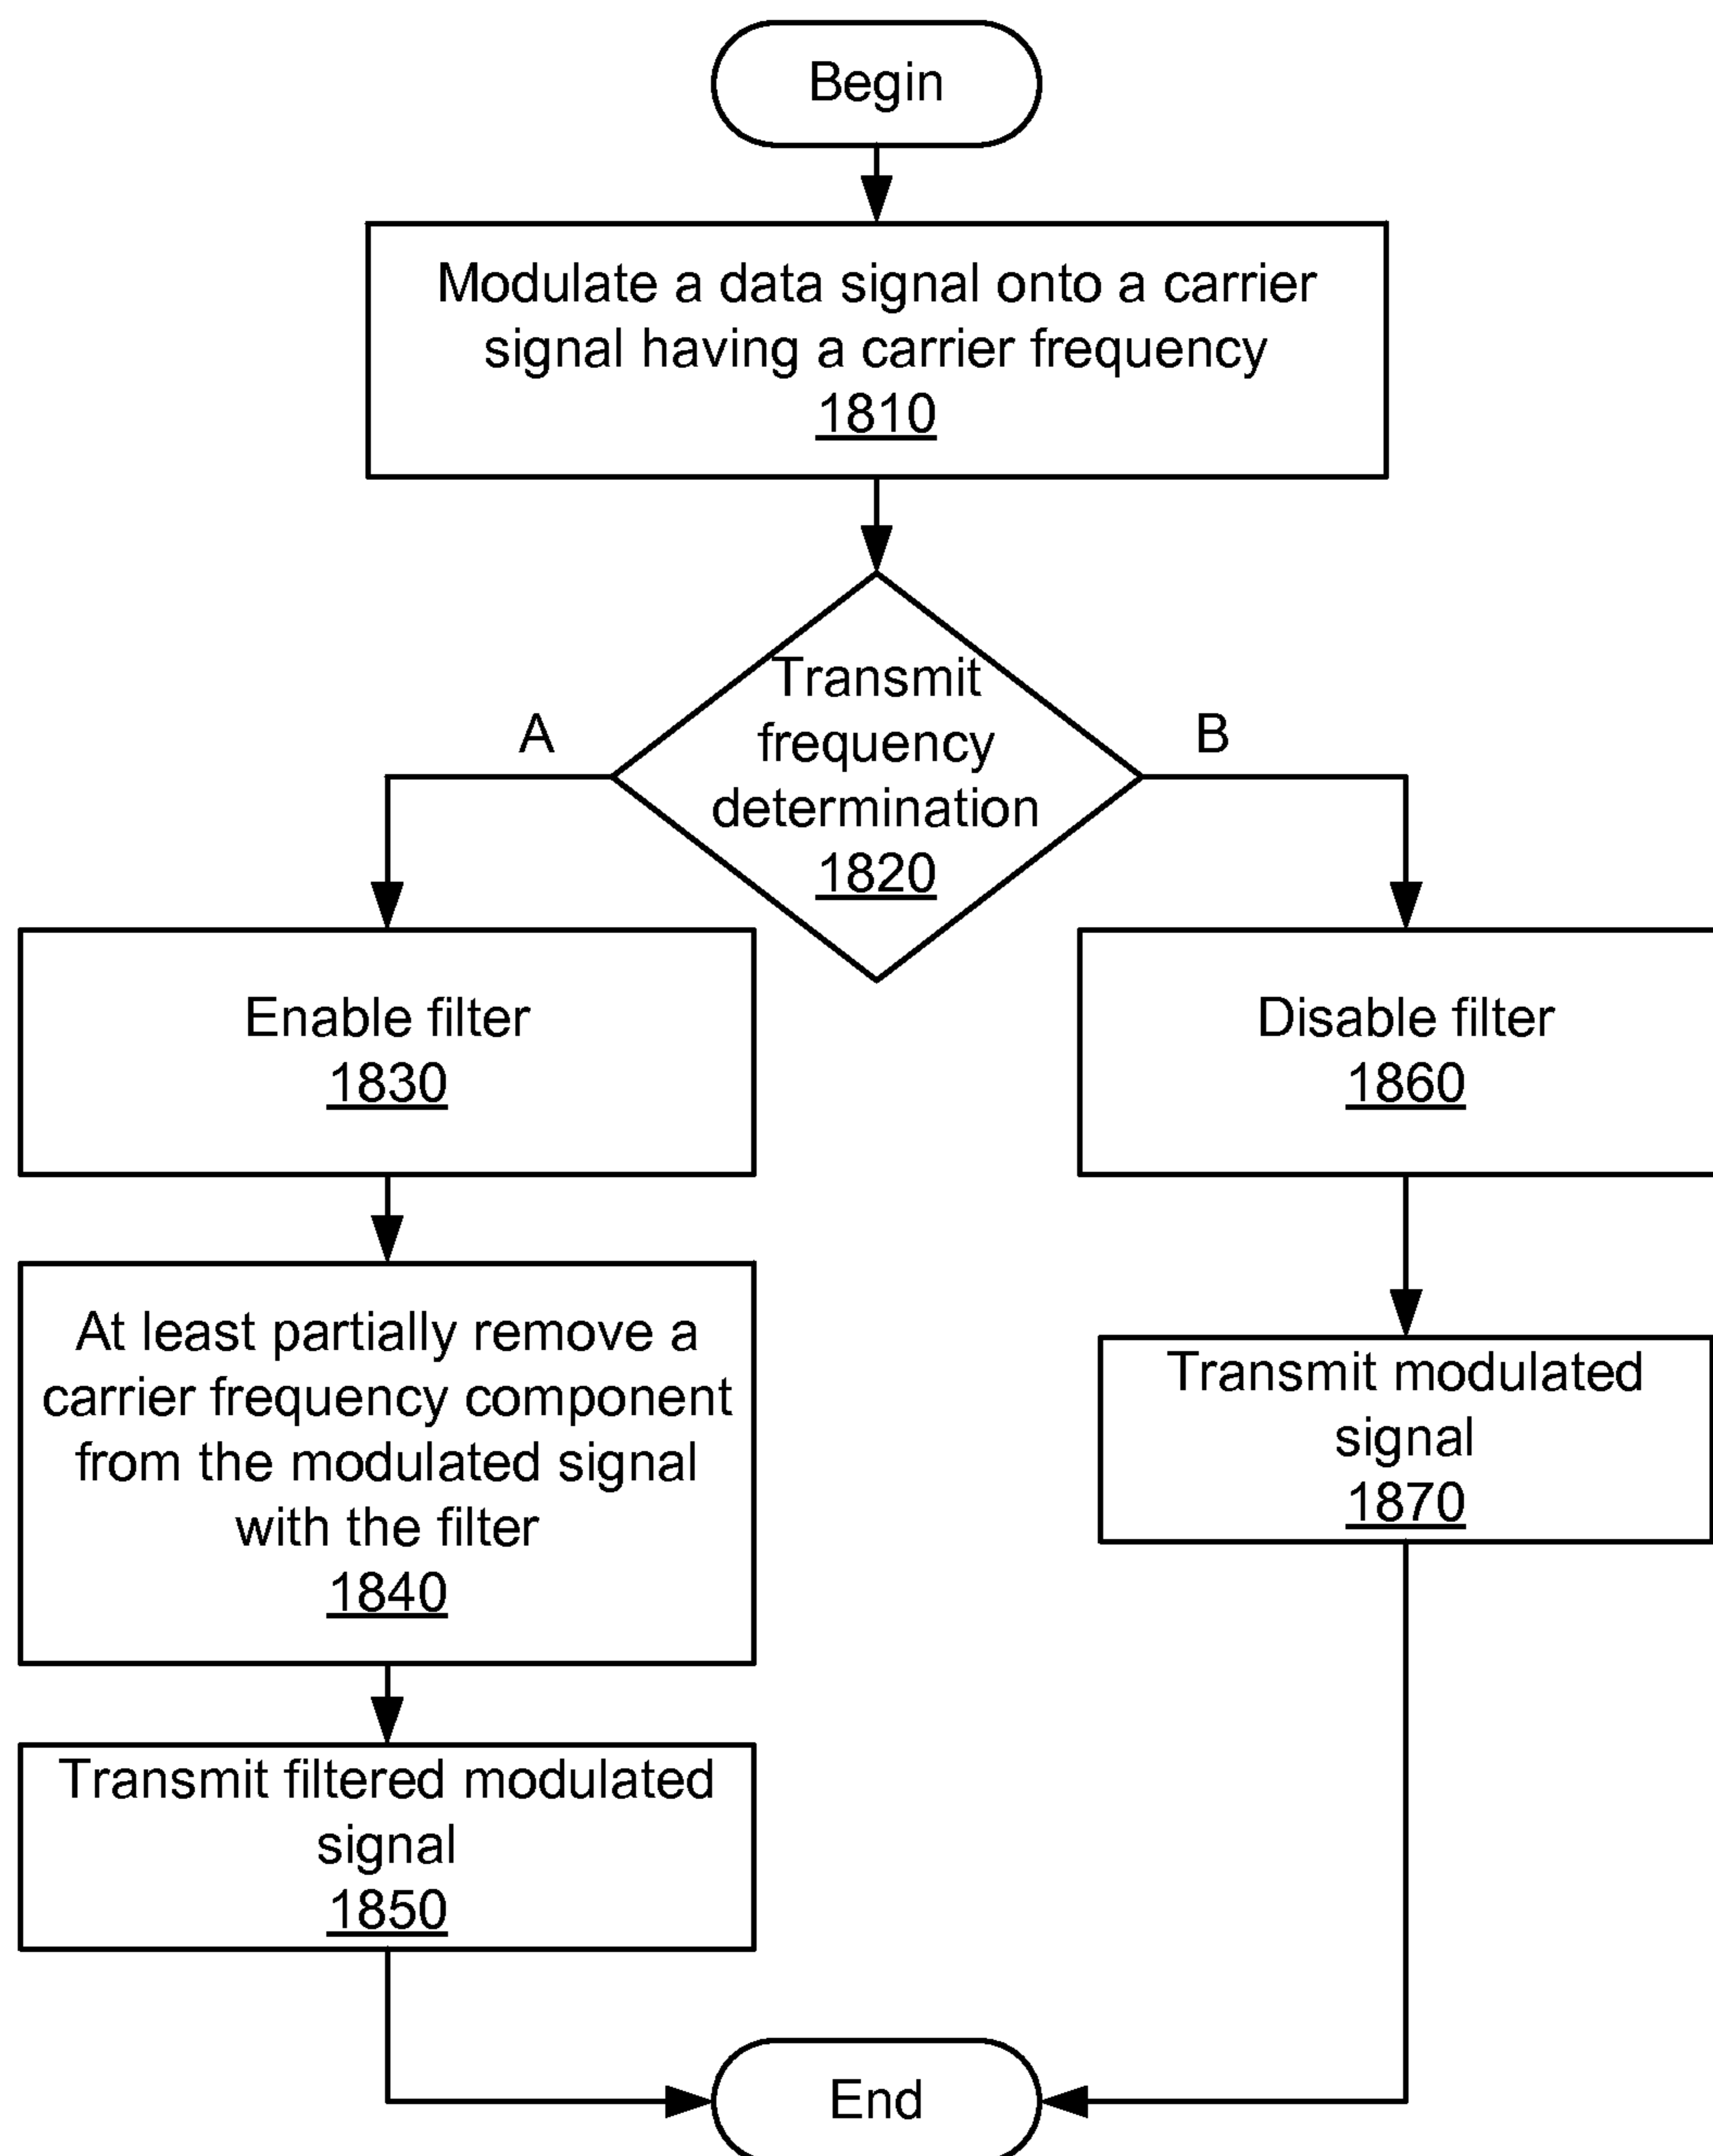 Begin
Modulate a data signal onto a carrier
signal having a carrier frequency
1810
Transmit
frequency
determination
1820
A
B
Enable filter
1830
At least partially remove a
carrier frequency component
from the modulated signal
with the filter
1840
Transmit filtered modulated
signal
1850
Disable filter
1860
Transmit modulated
signal
1870
End